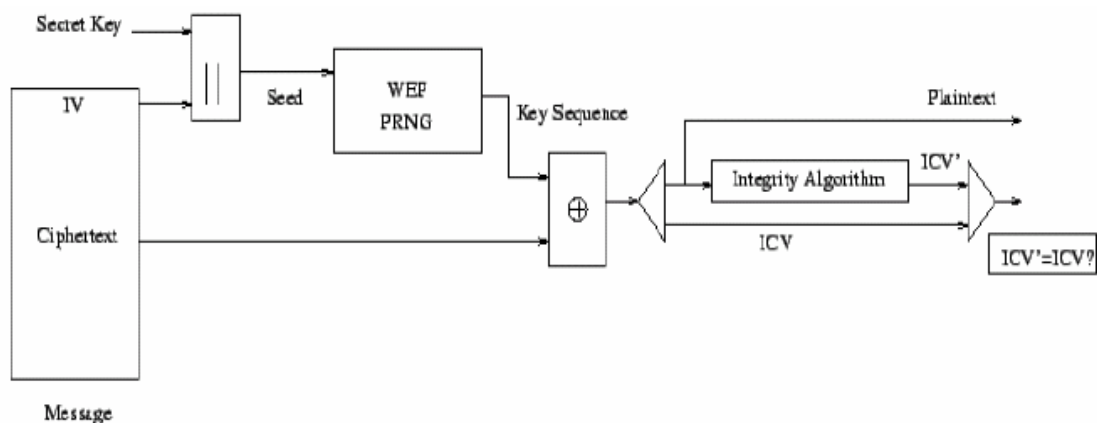 Secret Key
IV
||
Seed
WEP
PRNG
Key Sequence
Plaintext
Integrity Algorithm
ICV'
Ciphertext
⊕
ICV
ICV'=ICV?
Message